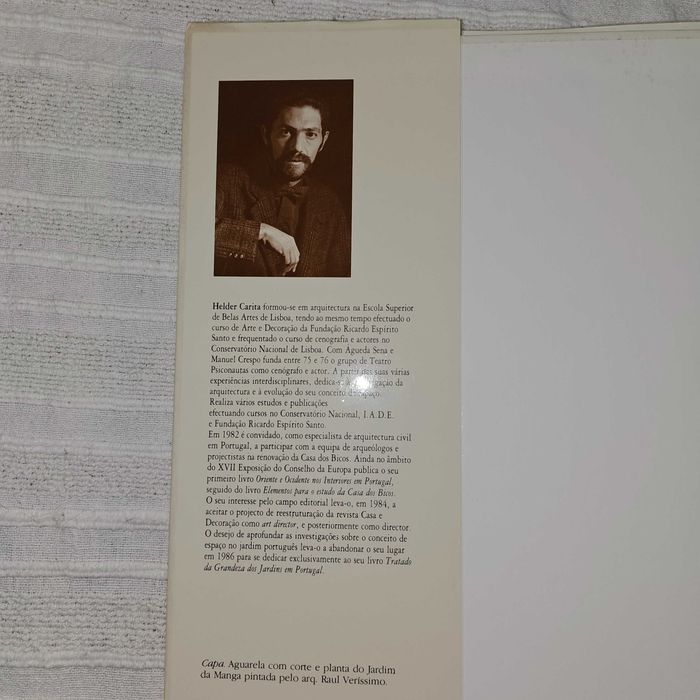 Helder Carita formou-se em arquitectura na Escola Superior
de Belas Artes de Lisboa, tendo ao mesmo tempo efectuado o
curso de Arte e Decoração da Fundação Ricardo Espírito
Santo e frequentado o curso de cenografia e actores no
Conservatório Nacional de Lisboa. Com Águeda Sena e
Manuel Crespo funda entre 75 e 76 o grupo de Teatro
Psiconautas como cenógrafo e actor. A partir das suas várias
experiências interdisciplinares, dedica-se à
arquitectura e à evolução do seu conceito de espaço.
Realiza vários estudos e publicações
efectuando cursos no Conservatório Nacional, I.A.D.E.
e Fundação Ricardo Espírito Santo.
Em 1982 é convidado, como especialista de arquitectura civil
em Portugal, a participar com a equipa de arqueólogos e
projectistas na renovação da Casa dos Bicos. Ainda no âmbito
do XVII Exposição do Conselho da Europa publica o seu
primeiro livro Oriente e Ocidente nos Interiores em Portugal,
seguido do livro Elementos para o estudo da Casa dos Bicos.
O seu interesse pelo campo editorial leva-o, em 1984, a
aceitar o projecto de reestruturação da revista Casa e
Decoração como art director, e posteriormente como director.
O desejo de aprofundar as investigações sobre o conceito de
espaço no jardim português leva-o a abandonar o seu lugar
em 1986 para se dedicar exclusivamente ao seu livro Tratado
da Grandeza dos Jardins em Portugal.
Capa. Aguarela com corte e planta do Jardim
da Manga pintada pelo arq. Raul Veríssimo.